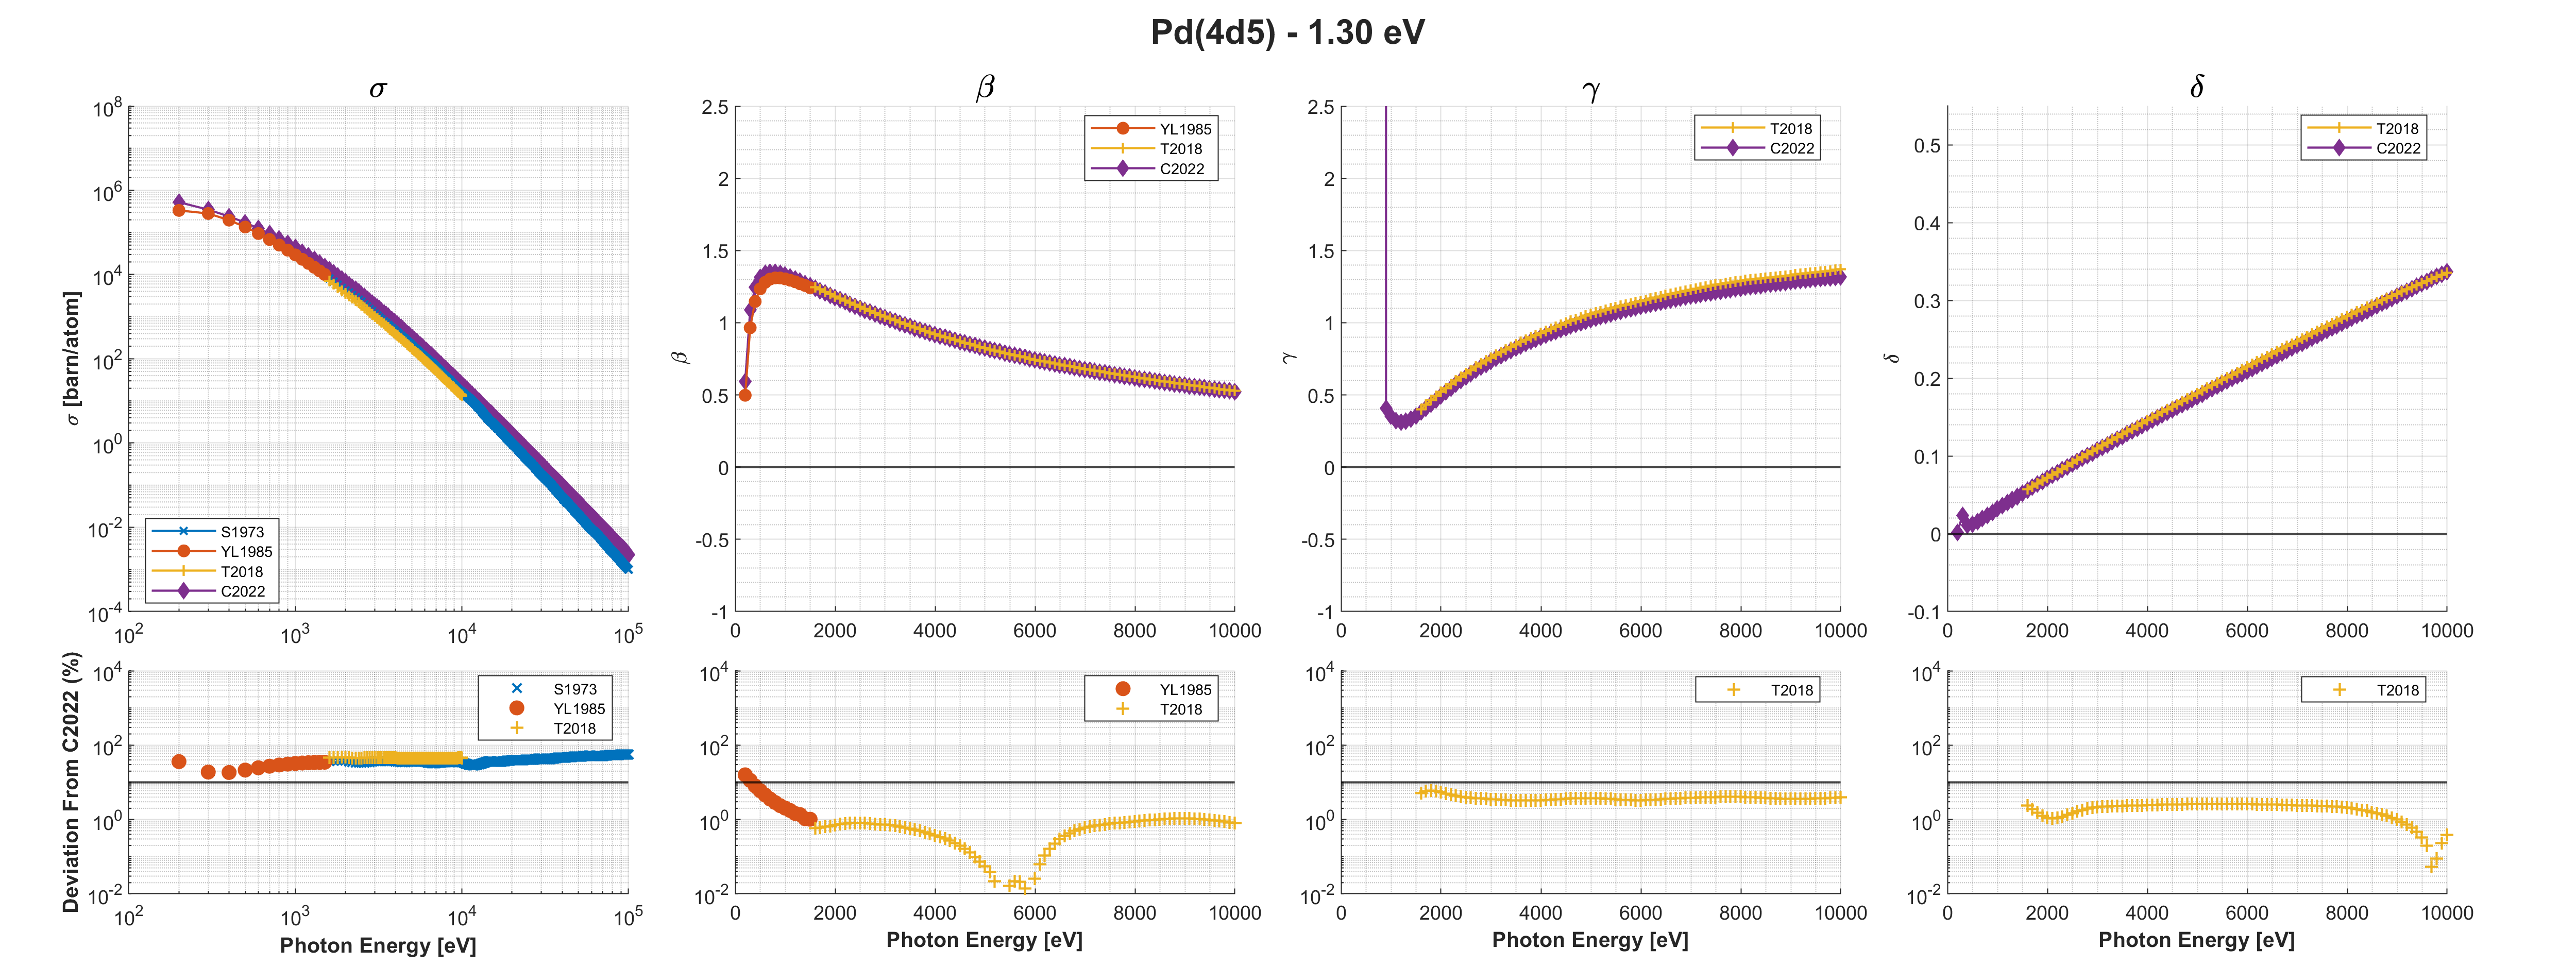 Pd(4d5) - 1.30 eV
σ
10^8
10^6
10^4
10^2
10^0
10^-2
10^-4
σ [barn/atom]
10^2 10^3 10^4 10^5
S1973
YL1985
T2018
C2022
β
2.5
2
1.5
1
0.5
0
-0.5
-1
β
0 2000 4000 6000 8000 10000
YL1985
T2018
C2022
γ
2.5
2
1.5
1
0.5
0
-0.5
-1
γ
0 2000 4000 6000 8000 10000
T2018
C2022
δ
0.5
0.4
0.3
0.2
0.1
0
-0.1
δ
0 2000 4000 6000 8000 10000
T2018
C2022
Deviation From C2022 (%)
10^4
10^2
10^0
10^-2
10^2 10^3 10^4 10^5
Photon Energy [eV]
S1973
YL1985
T2018
10^4
10^2
10^0
10^-2
0 2000 4000 6000 8000 10000
Photon Energy [eV]
YL1985
T2018
10^4
10^2
10^0
10^-2
0 2000 4000 6000 8000 10000
Photon Energy [eV]
T2018
10^4
10^2
10^0
10^-2
0 2000 4000 6000 8000 10000
Photon Energy [eV]
T2018